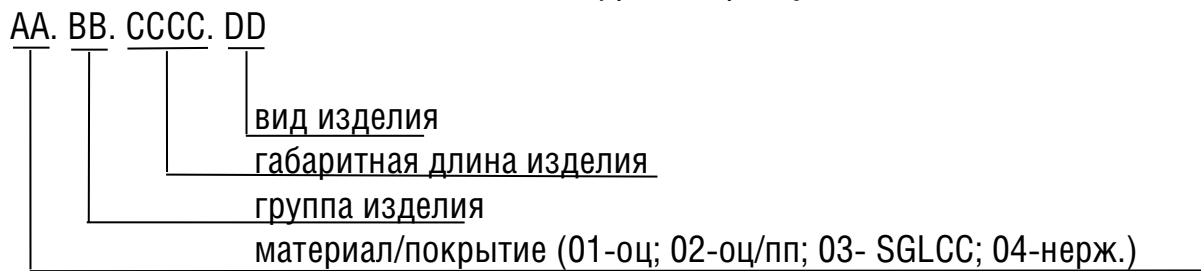 AA. BB. CCCC. DD
вид изделия
габаритная длина изделия
группа изделия
материал/покрытие (01-оц; 02-оц/пп; 03- SGLCC; 04-нерж.)